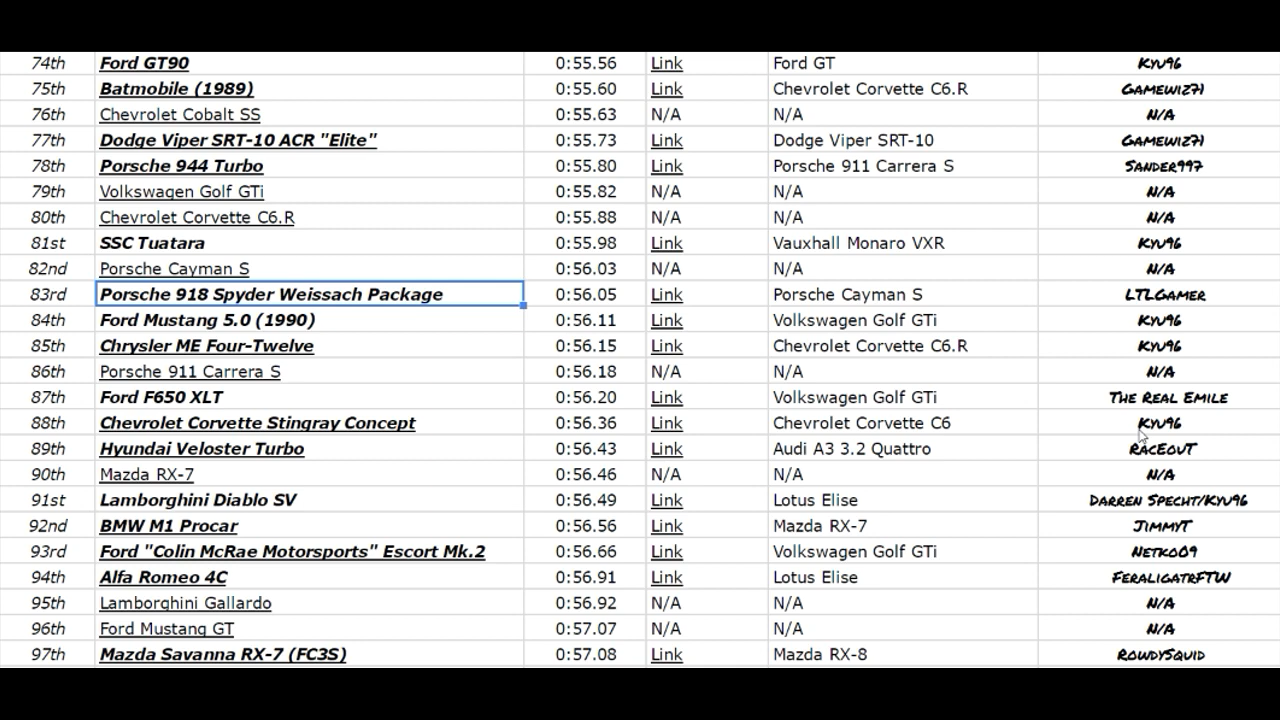 74th Ford GT90 0:55.56 Link Ford GT Kyu96
75th Batmobile (1989) 0:55.60 Link Chevrolet Corvette C6.R Gamewiz71
76th Chevrolet Cobalt SS 0:55.63 N/A N/A N/A
77th Dodge Viper SRT-10 ACR "Elite" 0:55.73 Link Dodge Viper SRT-10 Gamewiz71
78th Porsche 944 Turbo 0:55.80 Link Porsche 911 Carrera S Sander997
79th Volkswagen Golf GTi 0:55.82 N/A N/A N/A
80th Chevrolet Corvette C6.R 0:55.88 N/A N/A N/A
81st SSC Tuatara 0:55.98 Link Vauxhall Monaro VXR Kyu96
82nd Porsche Cayman S 0:56.03 N/A N/A N/A
83rd Porsche 918 Spyder Weissach Package 0:56.05 Link Porsche Cayman S LTLGamer
84th Ford Mustang 5.0 (1990) 0:56.11 Link Volkswagen Golf GTi Kyu96
85th Chrysler ME Four-Twelve 0:56.15 Link Chevrolet Corvette C6.R Kyu96
86th Porsche 911 Carrera S 0:56.18 N/A N/A N/A
87th Ford F650 XLT 0:56.20 Link Volkswagen Golf GTi The Real Emile
88th Chevrolet Corvette Stingray Concept 0:56.36 Link Chevrolet Corvette C6 Kyu96
89th Hyundai Veloster Turbo 0:56.43 Link Audi A3 3.2 Quattro RacEouT
90th Mazda RX-7 0:56.46 N/A N/A N/A
91st Lamborghini Diablo SV 0:56.49 Link Lotus Elise Darren Specht/Kyu96
92nd BMW M1 Procar 0:56.56 Link Mazda RX-7 JimmyT
93rd Ford "Colin McRae Motorsports" Escort Mk.2 0:56.66 Link Volkswagen Golf GTi Netko09
94th Alfa Romeo 4C 0:56.91 Link Lotus Elise FeraligatrFTW
95th Lamborghini Gallardo 0:56.92 N/A N/A N/A
96th Ford Mustang GT 0:57.07 N/A N/A N/A
97th Mazda Savanna RX-7 (FC3S) 0:57.08 Link Mazda RX-8 RowdySquid